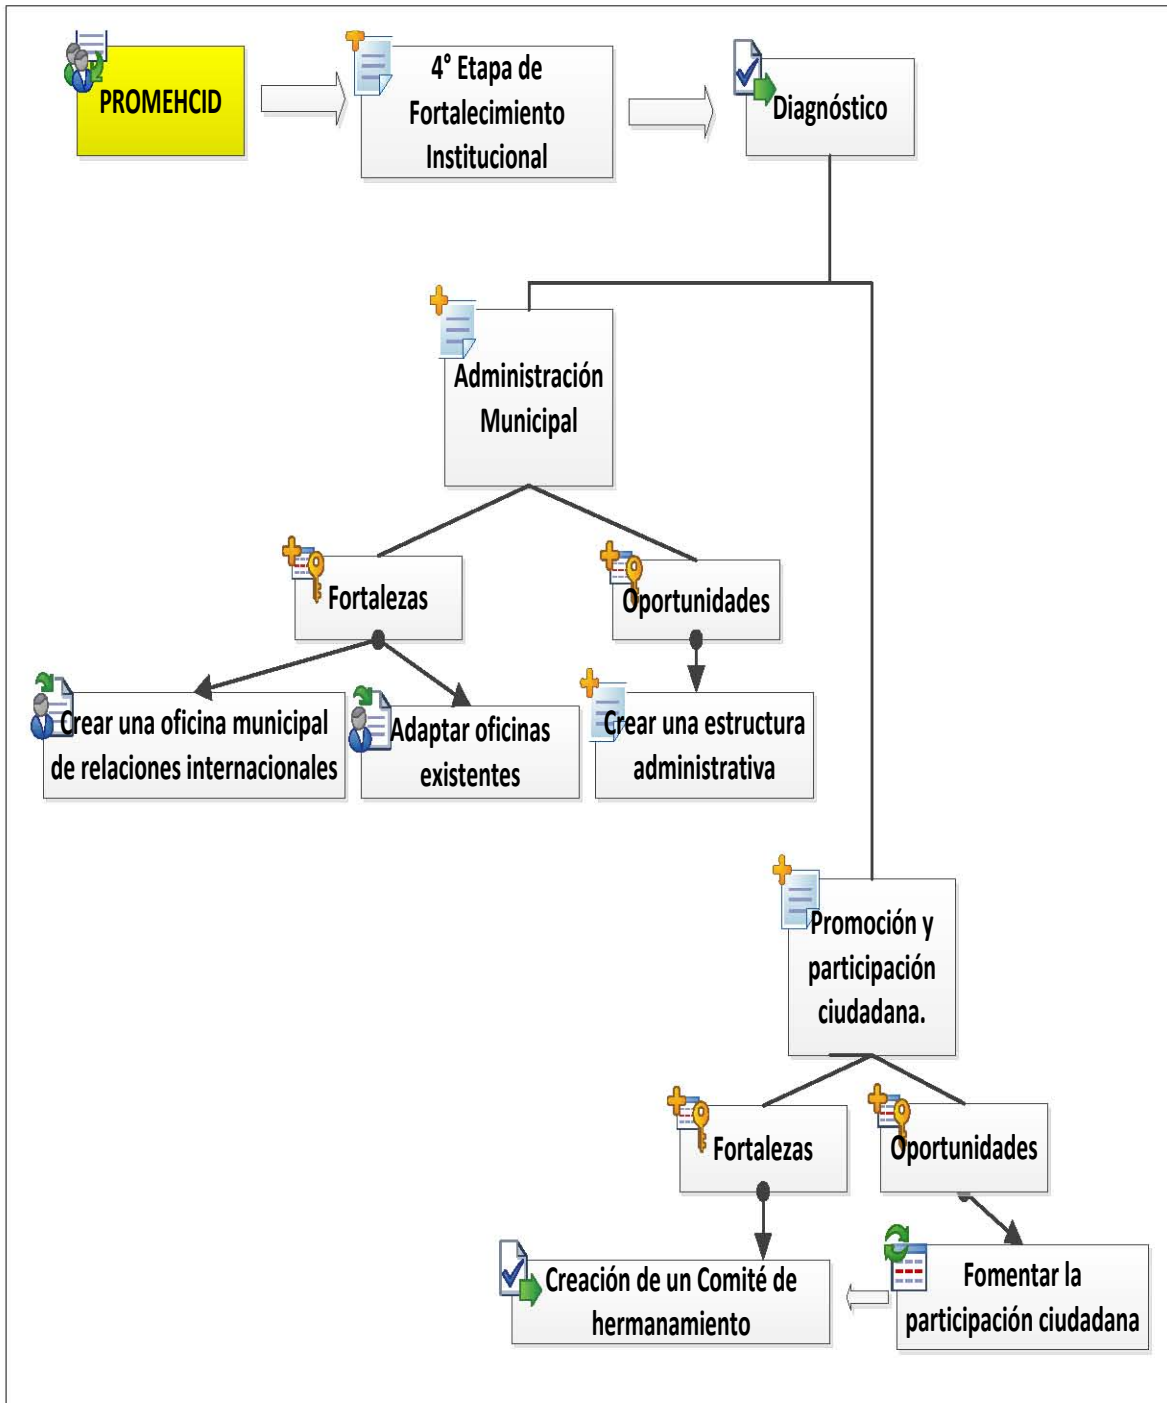 PROMEHCID
4° Etapa de
Fortalecimiento
Institucional
Diagnóstico
Administración
Municipal
Fortalezas
Oportunidades
Crear una oficina municipal
de relaciones internacionales
Adaptar oficinas
existentes
Crear una estructura
administrativa
Promoción y
participación
ciudadana.
Fortalezas
Oportunidades
Creación de un Comité de
hermanamiento
Fomentar la
participación ciudadana